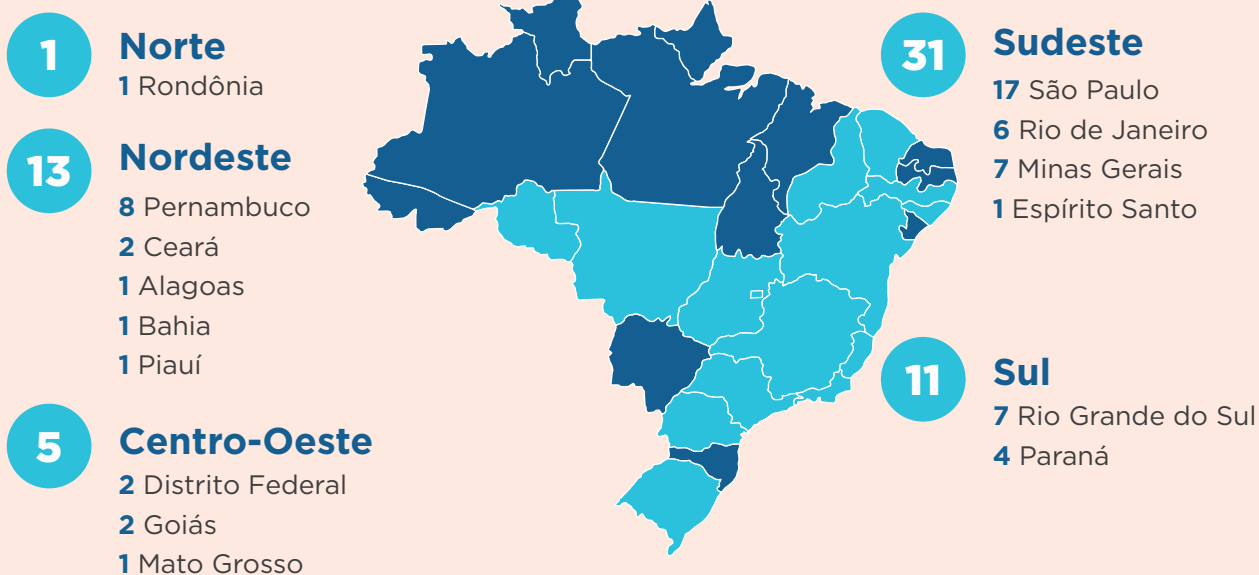 1
Norte
1 Rondônia
13
Nordeste
8 Pernambuco
2 Ceará
1 Alagoas
1 Bahia
1 Piauí
5
Centro-Oeste
2 Distrito Federal
2 Goiás
1 Mato Grosso
31
Sudeste
17 São Paulo
6 Rio de Janeiro
7 Minas Gerais
1 Espírito Santo
11
Sul
7 Rio Grande do Sul
4 Paraná